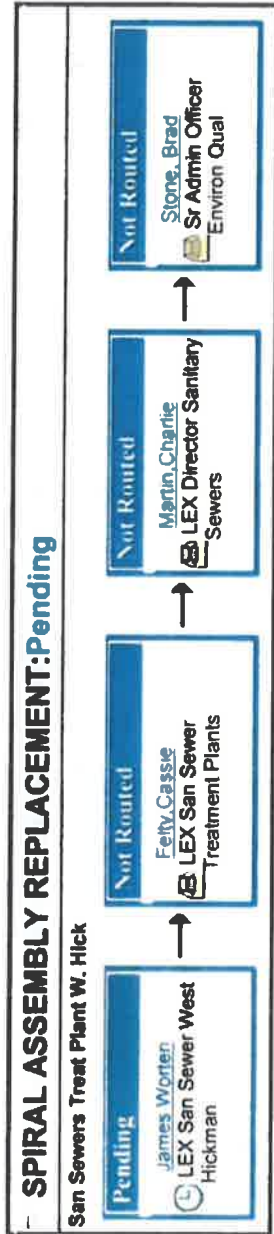 SPIRAL ASSEMBLY REPLACEMENT:Pending
San Sewers Treat Plant W. Hick
Pending
James Worten
LEX San Sewer West
Hickman
Not Routed
Felty,Cassie
LEX San Sewer
Treatment Plants
Not Routed
Martin,Charlie
LEX Director Sanitary
Sewers
Not Routed
Stone, Brad
Sr Admin Officer
Environ Qual